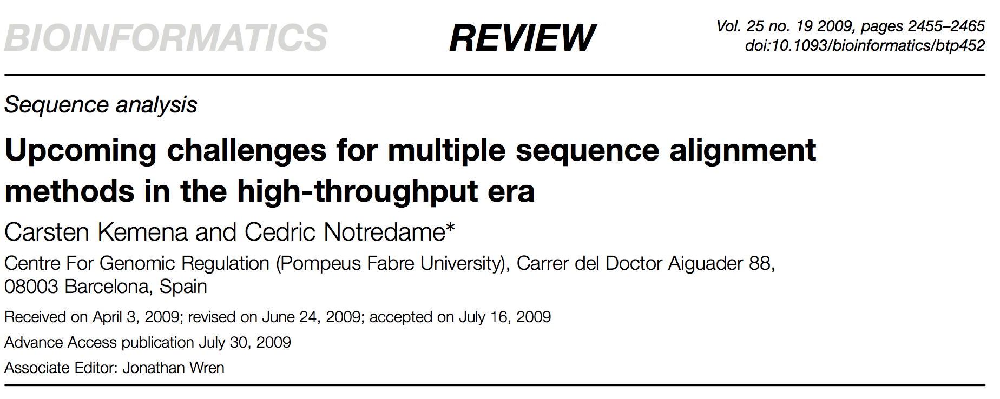 BIOINFORMATICS
REVIEW
Vol. 25 no. 19 2009, pages 2455–2465
doi:10.1093/bioinformatics/btp452
Sequence analysis
Upcoming challenges for multiple sequence alignment
methods in the high-throughput era
Carsten Kemena and Cedric Notredame*
Centre For Genomic Regulation (Pompeus Fabre University), Carrer del Doctor Aiguader 88,
08003 Barcelona, Spain
Received on April 3, 2009; revised on June 24, 2009; accepted on July 16, 2009
Advance Access publication July 30, 2009
Associate Editor: Jonathan Wren